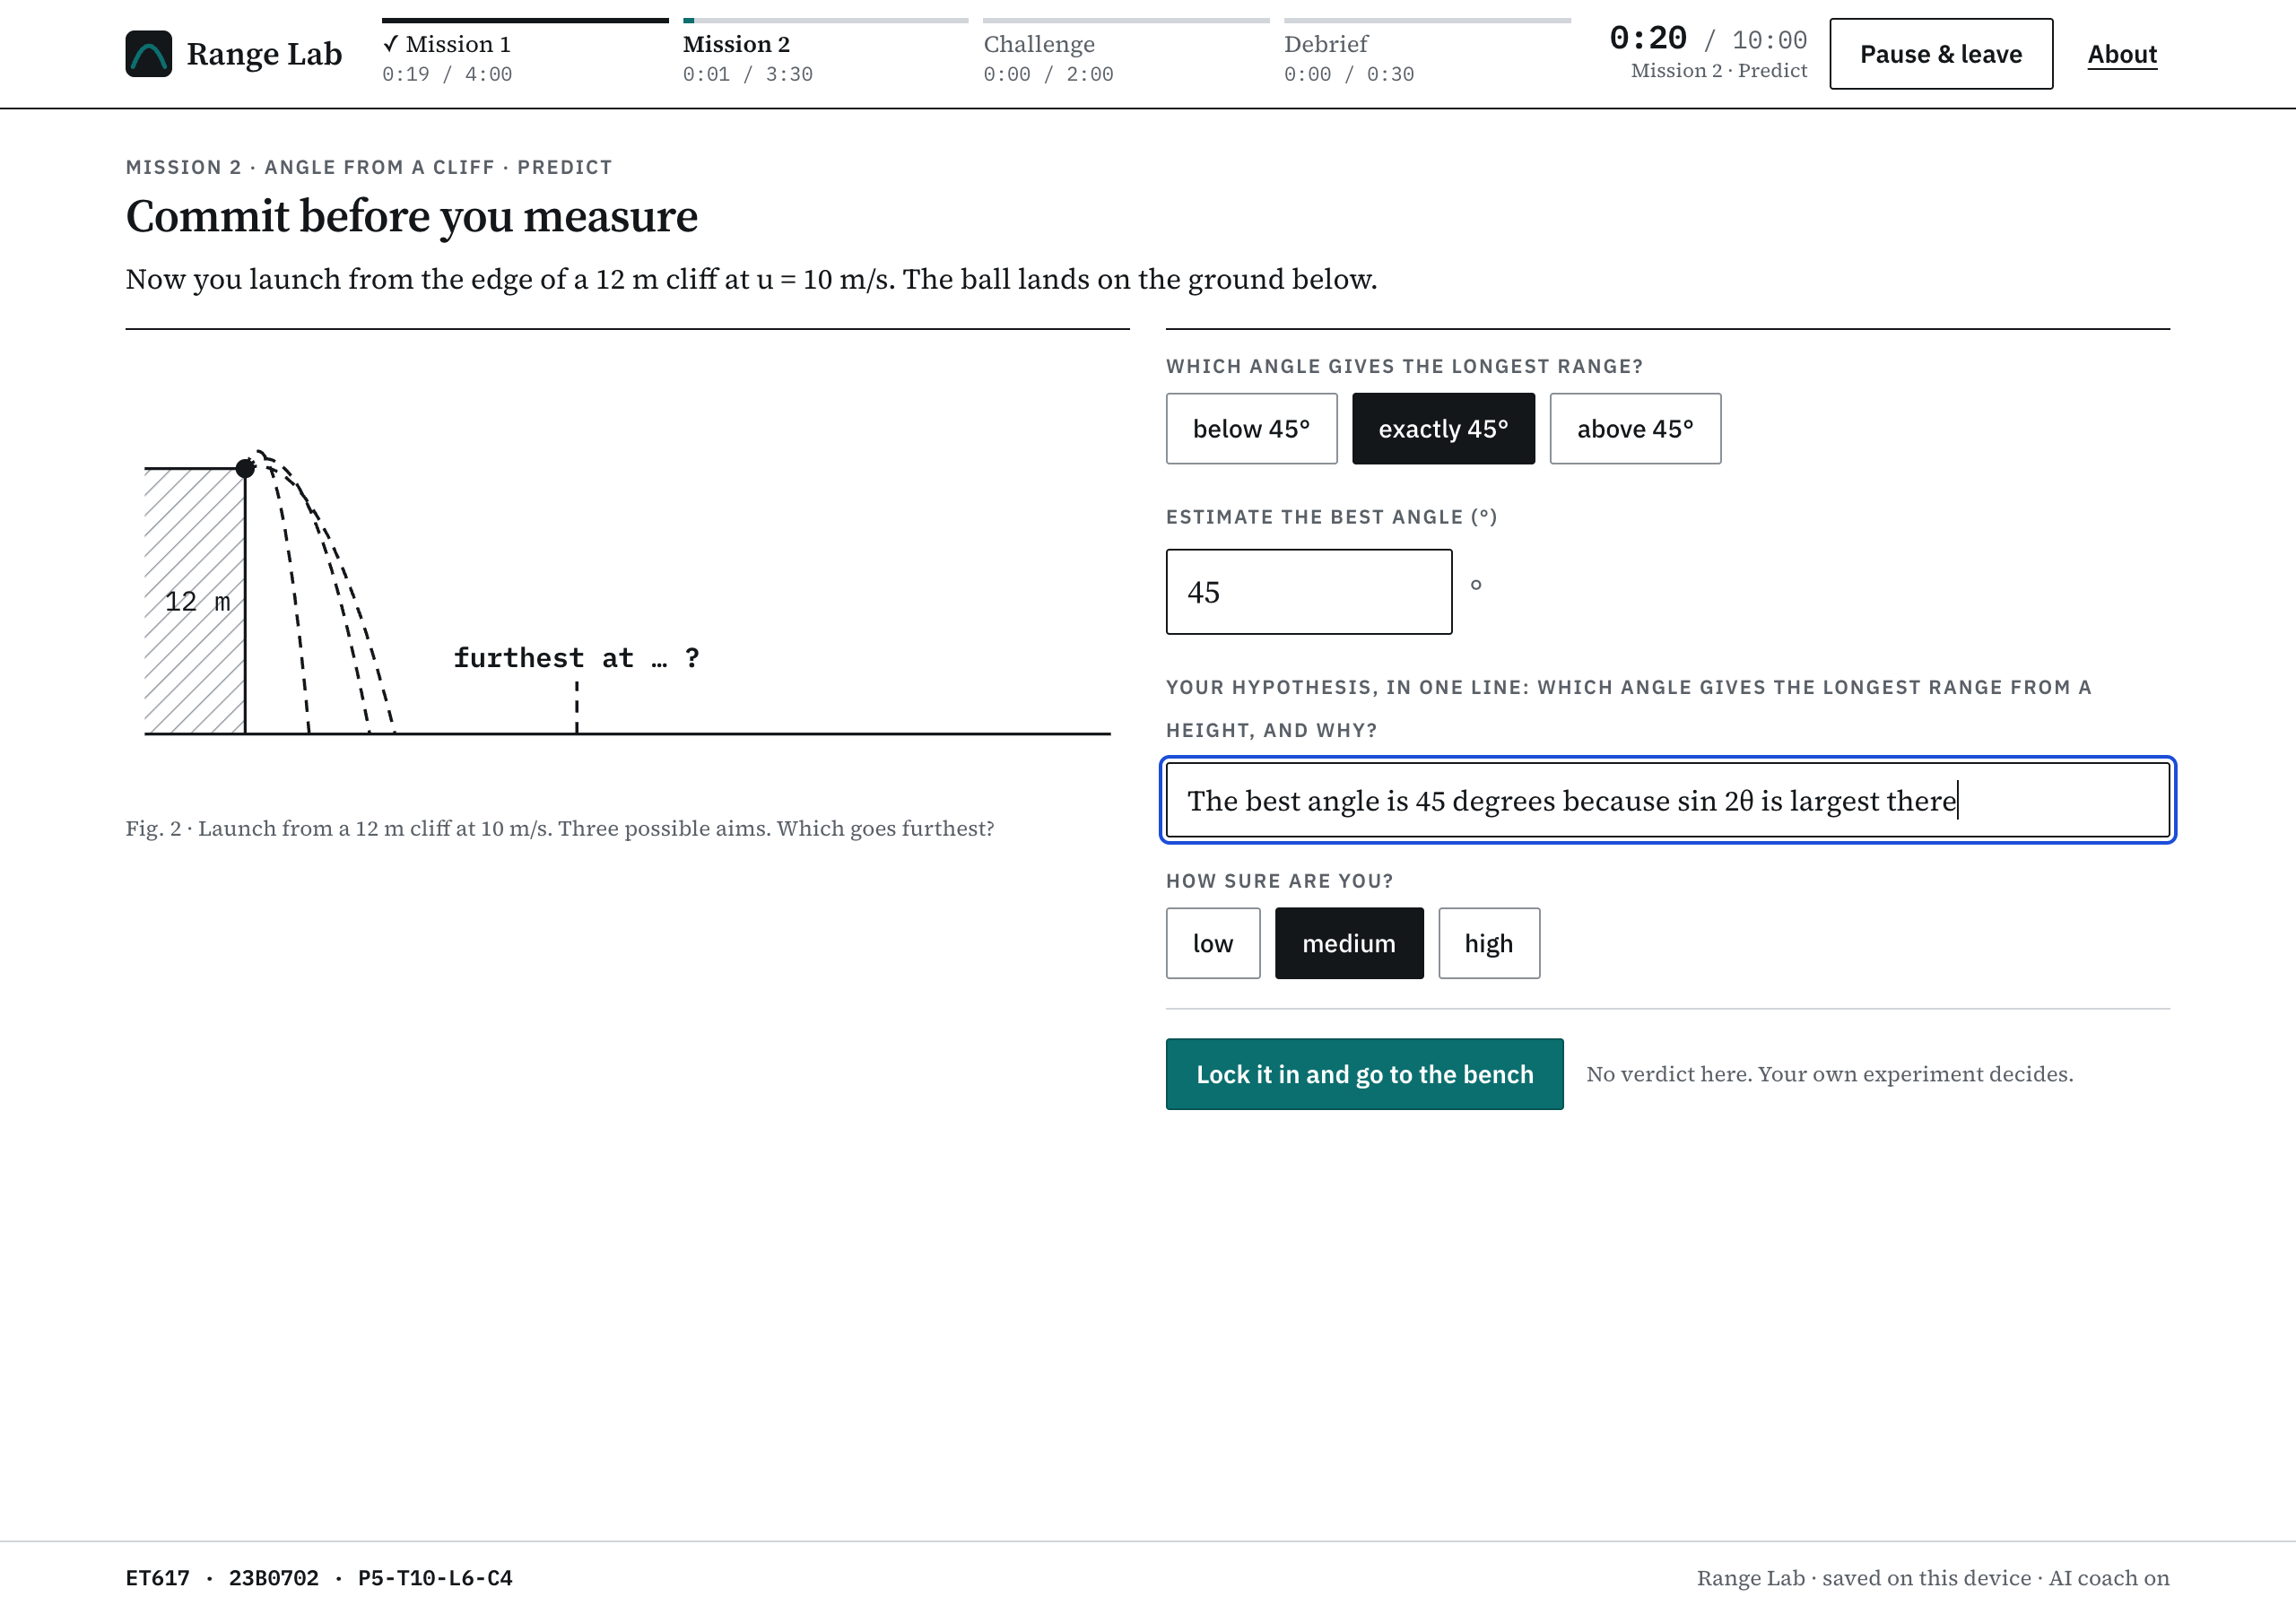 Range Lab
✓ Mission 1
0:19 / 4:00
Mission 2
0:01 / 3:30
Challenge
0:00 / 2:00
Debrief
0:00 / 0:30
0:20 / 10:00
Mission 2 · Predict
Pause & leave
About
MISSION 2 · ANGLE FROM A CLIFF · PREDICT
Commit before you measure
Now you launch from the edge of a 12 m cliff at u = 10 m/s. The ball lands on the ground below.
12 m
furthest at … ?
Fig. 2 · Launch from a 12 m cliff at 10 m/s. Three possible aims. Which goes furthest?
WHICH ANGLE GIVES THE LONGEST RANGE?
below 45° exactly 45° above 45°
ESTIMATE THE BEST ANGLE (°)
45 °
YOUR HYPOTHESIS, IN ONE LINE: WHICH ANGLE GIVES THE LONGEST RANGE FROM A
HEIGHT, AND WHY?
The best angle is 45 degrees because sin 2θ is largest there
HOW SURE ARE YOU?
low medium high
Lock it in and go to the bench No verdict here. Your own experiment decides.
ET617 · 23B0702 · P5-T10-L6-C4
Range Lab · saved on this device · AI coach on